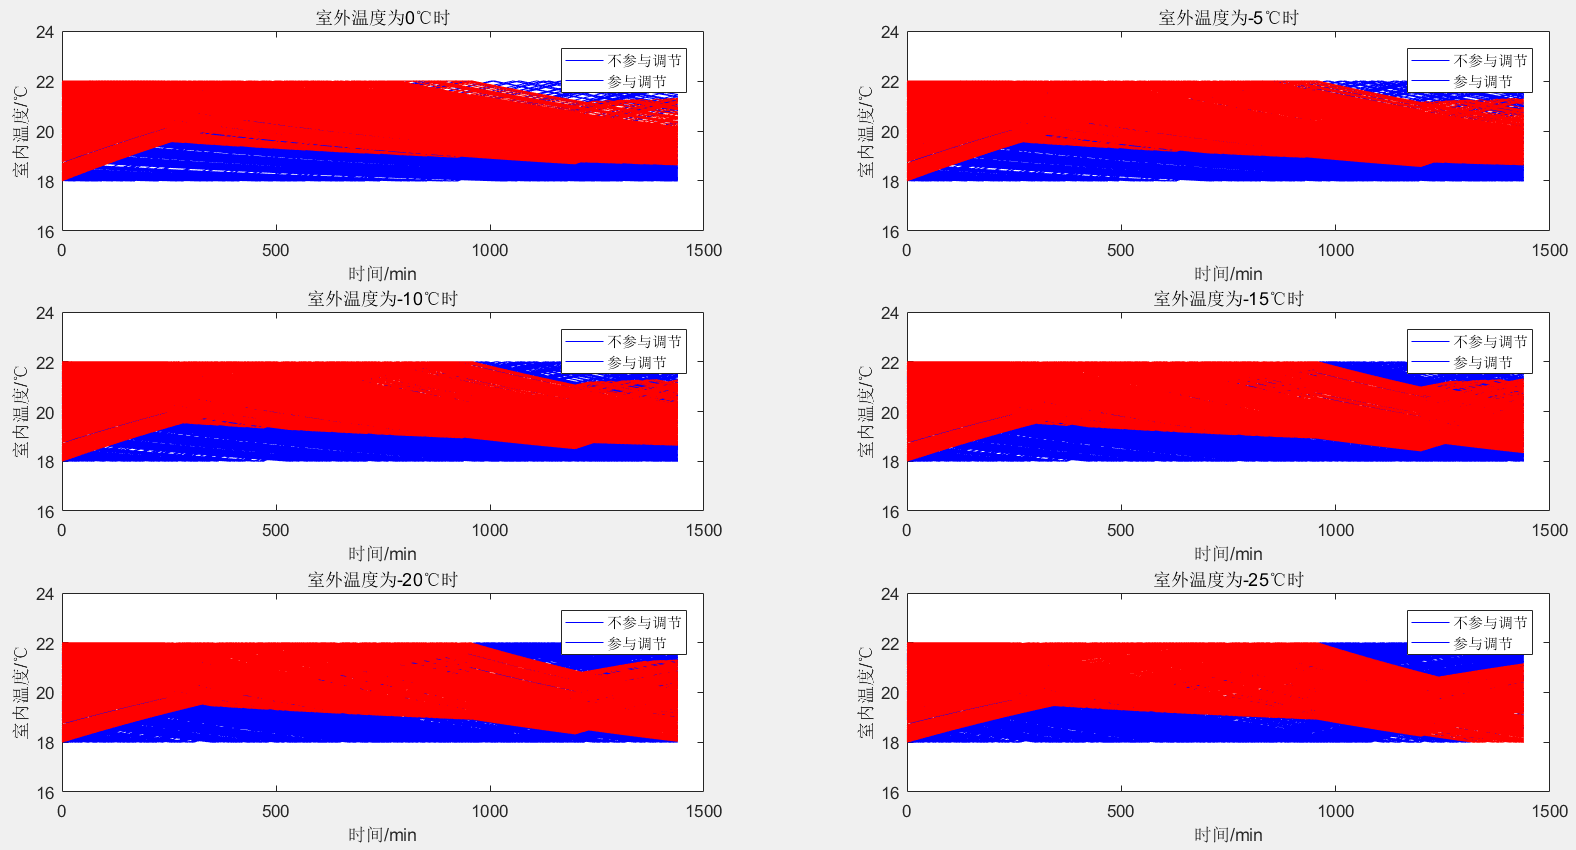 室外温度为0℃时
室内温度/℃
24
22
20
18
16
0
500
1000
1500
时间/min
不参与调节
参与调节
室外温度为-5℃时
室内温度/℃
24
22
20
18
16
0
500
1000
1500
时间/min
不参与调节
参与调节
室外温度为-10℃时
室内温度/℃
24
22
20
18
16
0
500
1000
1500
时间/min
不参与调节
参与调节
室外温度为-15℃时
室内温度/℃
24
22
20
18
16
0
500
1000
1500
时间/min
不参与调节
参与调节
室外温度为-20℃时
室内温度/℃
24
22
20
18
16
0
500
1000
1500
时间/min
不参与调节
参与调节
室外温度为-25℃时
室内温度/℃
24
22
20
18
16
0
500
1000
1500
时间/min
不参与调节
参与调节